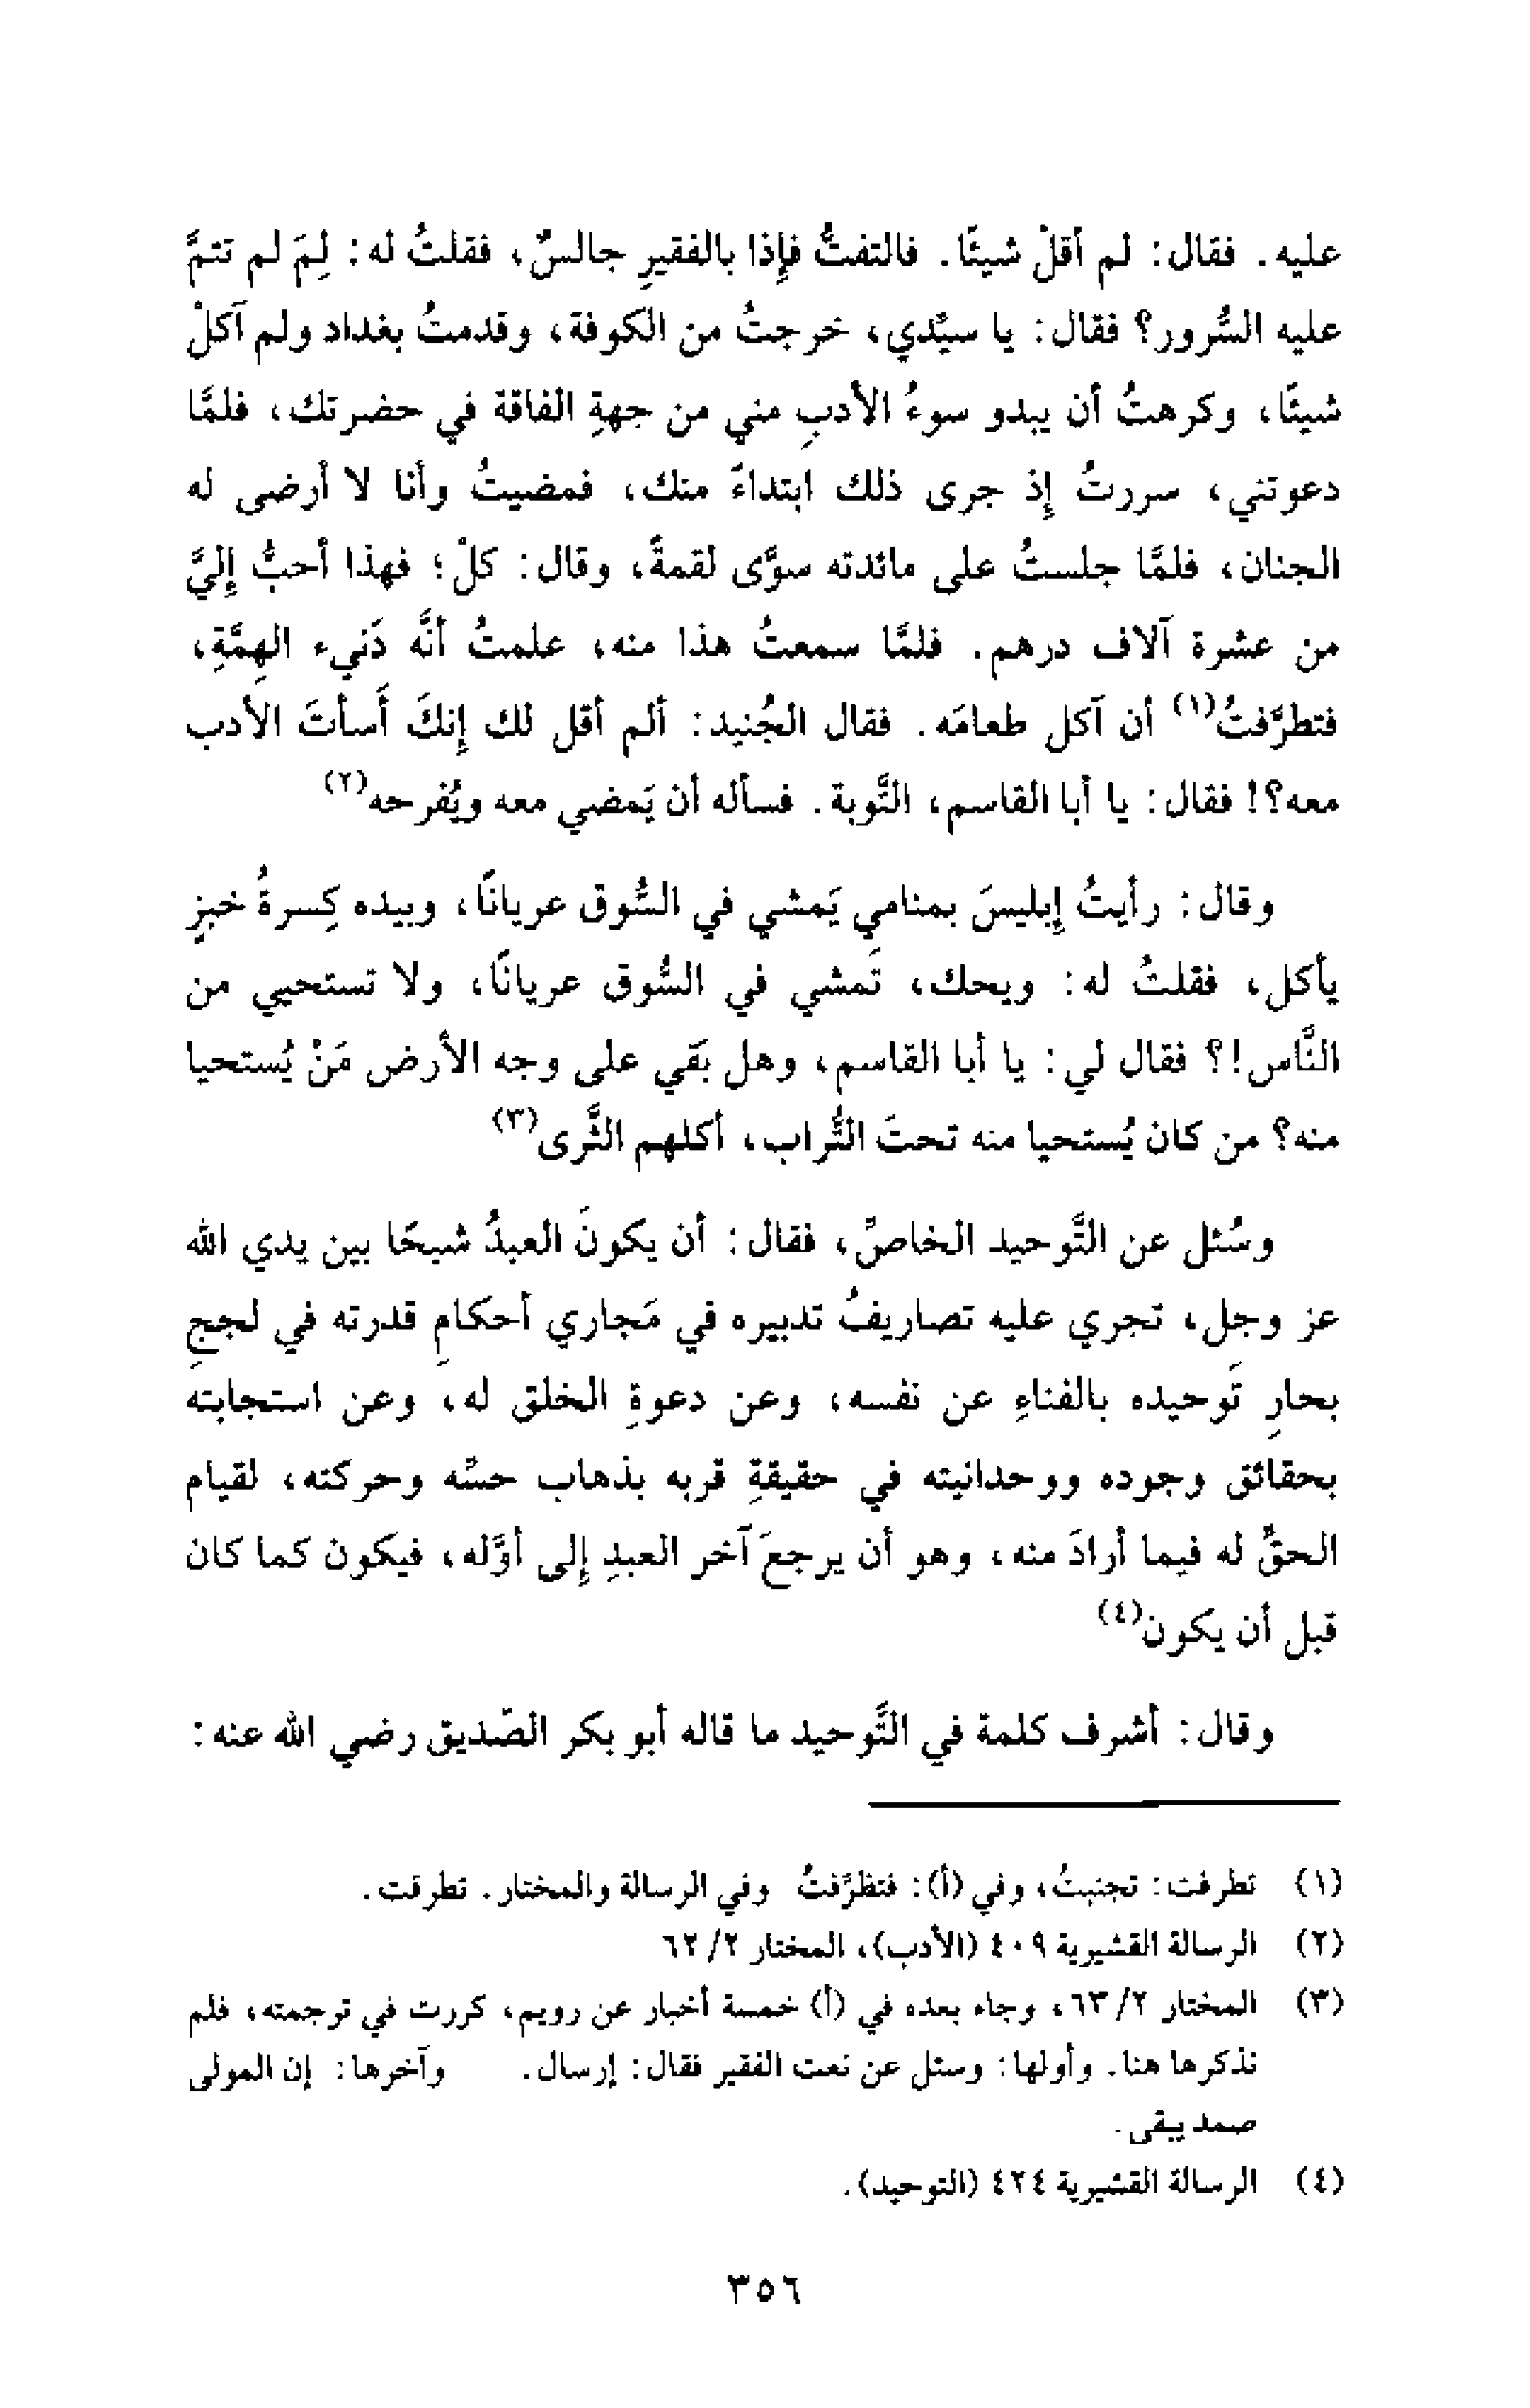 عليه. فقال: لم أقلْ شيئًا. فالتفتُّ فإذا بالفقيرِ جالسٌ، فقلتُ له: لِمَ لم تتمَّ
عليه السُّرور؟ فقال: يا سيِّدي، خرجتُ من الكوفة، وقدمتُ بغداد ولم آكلْ
شيئًا، وكرهتُ أن يبدو سوءُ الأدبِ مني من جهةِ الفاقة في حضرتك، فلمَّا
دعوتني، سررتُ إذ جرى ذلك ابتداءً منك، فمضيتُ وأنا لا أرضى له
الجنان، فلمَّا جلستُ على مائدته سوَّى لقمةً، وقال: كلْ؛ فهذا أحبُّ إليَّ
من عشرة آلاف درهم. فلمَّا سمعتُ هذا منه، علمتُ أنَّه دَنيء الهِمَّةِ،
فتطرَّفتُ(١) أن آكل طعامَه. فقال الجُنيد: ألم أقل لك إنكَ أَسأتَ الأدب
معه؟! فقال: يا أبا القاسم، التَّوبة. فسأله أن يَمضي معه ويُفرحه(٢)
وقال: رأيتُ إبليسَ بمنامي يَمشي في السُّوق عريانًا، وبيده كِسرةُ خبزٍ
يأكل، فقلتُ له: ويحك، تَمشي في السُّوق عريانًا، ولا تستحيي من
النَّاس!؟ فقال لي: يا أبا القاسم، وهل بَقي على وجه الأرض مَنْ يُستحيا
منه؟ من كان يُستحيا منه تحتَ التُّراب، أكلهم الثَّرى(٣)
وسُئل عن التَّوحيد الخاصِّ، فقال: أن يكونَ العبدُ شبحًا بين يدي الله
عز وجل، تجري عليه تصاريفُ تدبيره في مَجاري أحكامِ قدرته في لججِ
بحارِ تَوحيده بالفناءِ عن نفسه، وعن دعوةِ الخلق له، وعن استجابته
بحقائق وجوده ووحدانيته في حقيقةِ قربه بذهاب حسِّه وحركته، لقيام
الحقِّ له فيما أرادَ منه، وهو أن يرجعَ آخر العبدِ إلى أوَّله، فيكون كما كان
قبل أن يكون(٤)
وقال: أشرف كلمة في التَّوحيد ما قاله أبو بكر الصّديق رضي الله عنه:
(١) تطرفت: تجنبتُ، وفي (أ): فتظرَّفتُ وفي الرسالة والمختار. تطرقت.
(٢) الرسالة القشيرية ٤٠٩ (الأدب)، المختار ٢/ ٦٢
(٣) المختار ٢/ ٦٣، وجاء بعده في (أ) خمسة أخبار عن رويم، كررت في ترجمته، فلم
نذكرها هنا. وأولها: وسئل عن نعت الفقير فقال: إرسال. وآخرها: إن المولى
صمد يبقى.
(٤) الرسالة القشيرية ٤٢٤ (التوحيد).
٣٥٦